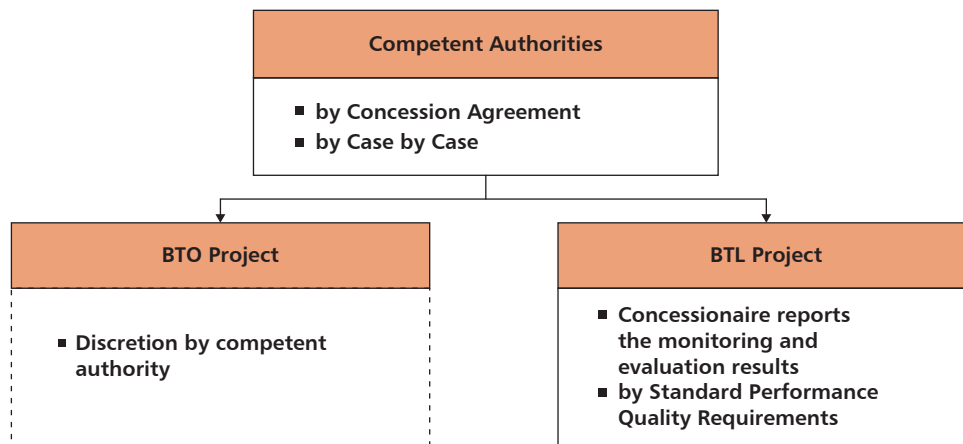 Competent Authorities
▪ by Concession Agreement
▪ by Case by Case
BTO Project
▪ Discretion by competent
authority
BTL Project
▪ Concessionaire reports
the monitoring and
evaluation results
▪ by Standard Performance
Quality Requirements